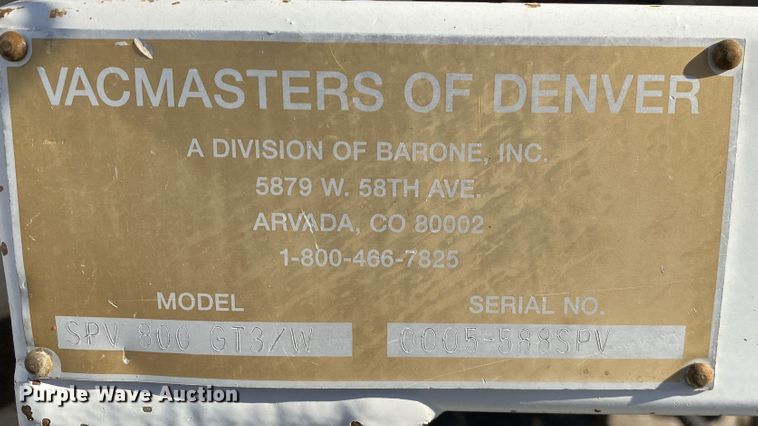 VACMASTERS OF DENVER
A DIVISION OF BARONE, INC.
5879 W. 58TH AVE.
ARVADA, CO 80002
1-800-466-7825
MODEL SERIAL NO.
SPV 800 GT3/W 0005-588SPV
Purple Wave Auction